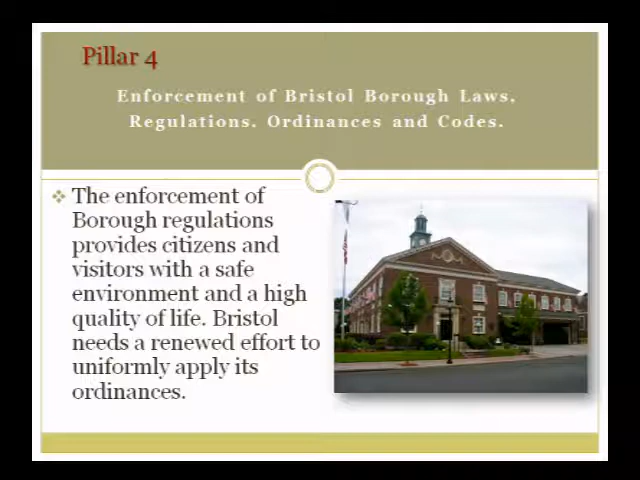 Pillar 4
Enforcement of Bristol Borough Laws,
Regulations, Ordinances and Codes.
The enforcement of
Borough regulations
provides citizens and
visitors with a safe
environment and a high
quality of life. Bristol
needs a renewed effort to
uniformly apply its
ordinances.